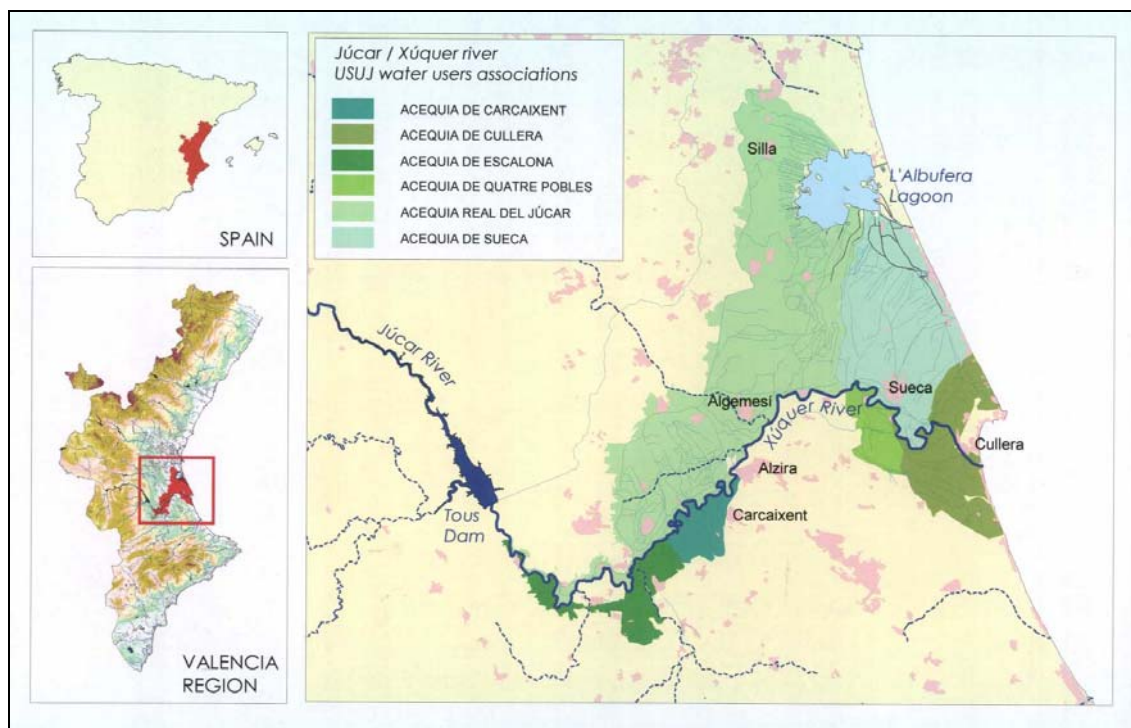 SPAIN
VALENCIA
REGION
Júcar / Xúquer river
USUJ water users associations
ACEQUIA DE CARCAIXENT
ACEQUIA DE CULLERA
ACEQUIA DE ESCALONA
ACEQUIA DE QUATRE POBLES
ACEQUIA REAL DEL JÚCAR
ACEQUIA DE SUECA
Silla
L'Albufera
Lagoon
Júcar River
Sueca
Algemesí
Xúquer River
Cullera
Alzira
Tous
Dam
Carcaixent